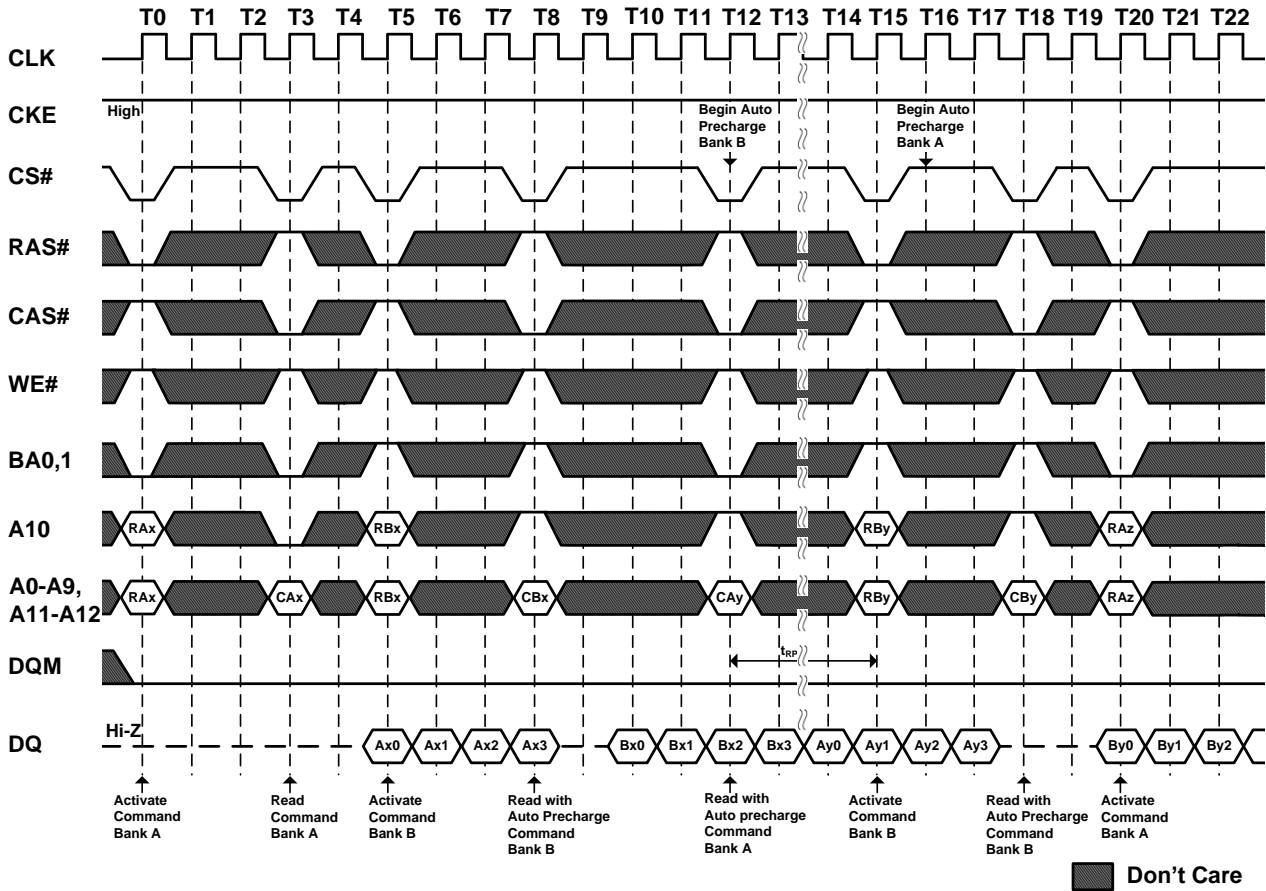 T0 T1 T2 T3 T4 T5 T6 T7 T8 T9 T10 T11 T12 T13 T14 T15 T16 T17 T18 T19 T20 T21 T22
CLK
CKE
High
Begin Auto
Precharge
Bank B
Begin Auto
Precharge
Bank A
CS#
RAS#
CAS#
WE#
BA0,1
A10
RAx RBx RBy RAz
A0-A9,
A11-A12
RAx CAx RBx CBx CAy RBy CBy RAz
DQM
tRP
DQ
Hi-Z
Ax0 Ax1 Ax2 Ax3 Bx0 Bx1 Bx2 Bx3 Ay0 Ay1 Ay2 Ay3 By0 By1 By2
Activate
Command
Bank A
Read
Command
Bank A
Activate
Command
Bank B
Read with
Auto Precharge
Command
Bank B
Read with
Auto precharge
Command
Bank A
Activate
Command
Bank B
Read with
Auto Precharge
Command
Bank B
Activate
Command
Bank A
Don't Care